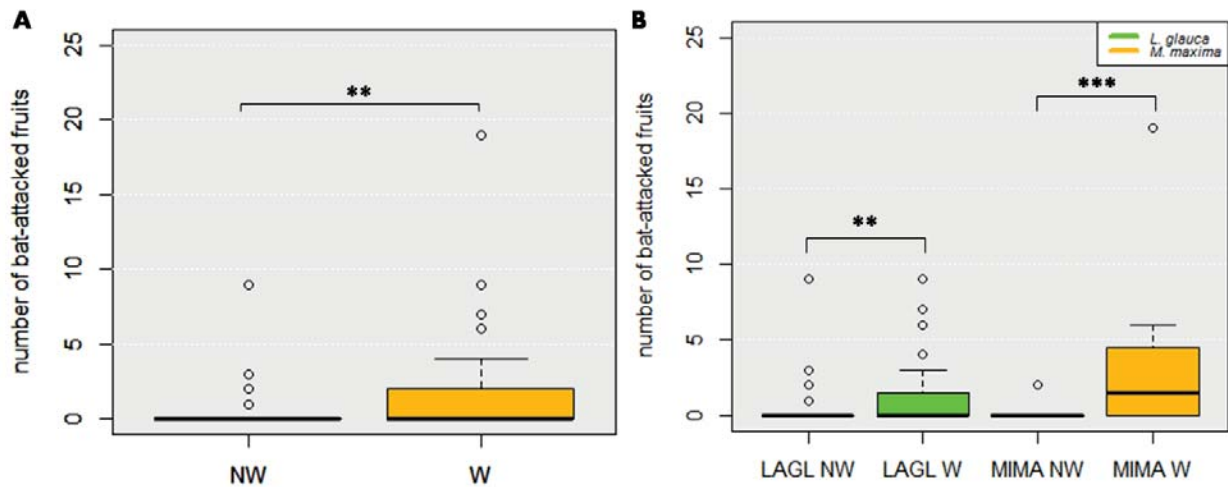 A
number of bat-attacked fruits
25
20
15
10
5
0
**
NW
W
B
number of bat-attacked fruits
25
20
15
10
5
0
L. glauca
M. maxima
**
***
LAGL NW
LAGL W
MIMA NW
MIMA W